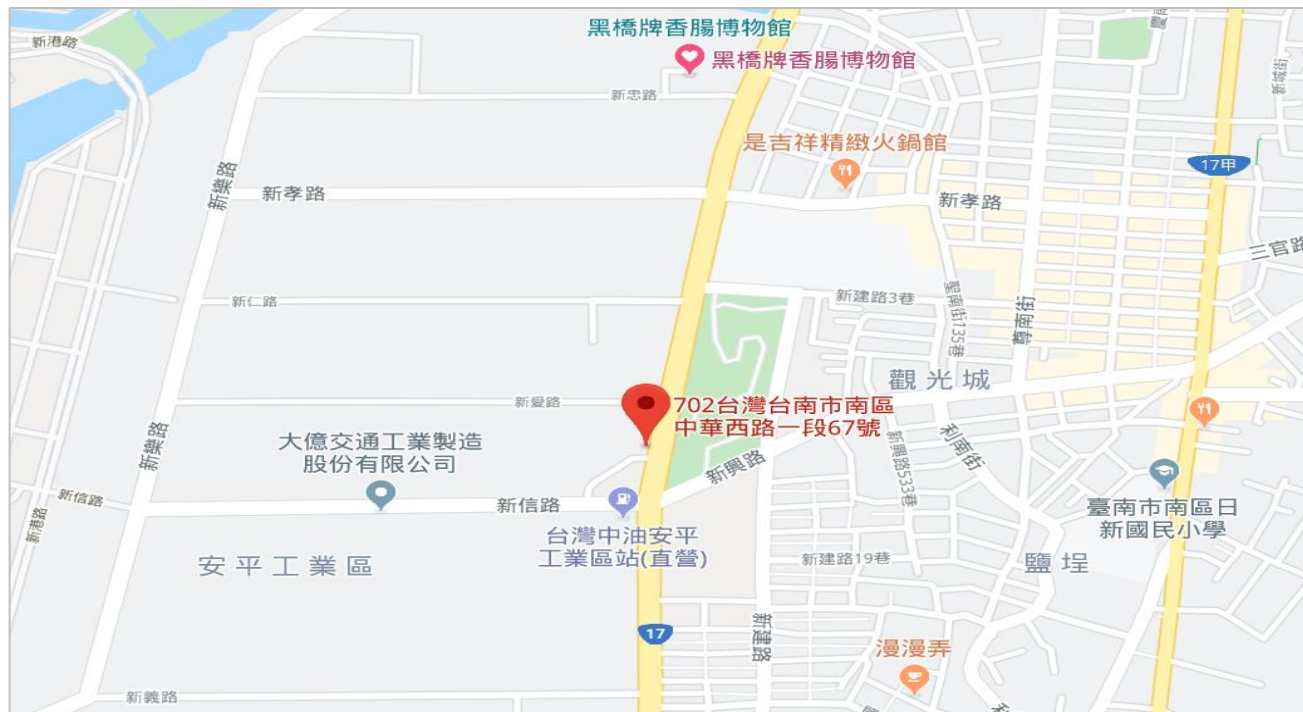 黑橋牌香腸博物館
黑橋牌香腸博物館
新港路
新忠路
新城街
是吉祥精緻火鍋館
17甲
新樂路
新孝路
新孝路
三官路
新仁路
新建路3巷
聖南街135巷
尊南街
觀光城
新愛路
702台灣台南市南區
中華西路一段67號
大億交通工業製造
股份有限公司
新樂路
新興路
新興路533巷
利南街
新信路
新信路
新港路
臺南市南區日
新國民小學
台灣中油安平
工業區站(直營)
安平工業區
新建路19巷
鹽埕
17
新建路
漫漫弄
新義路